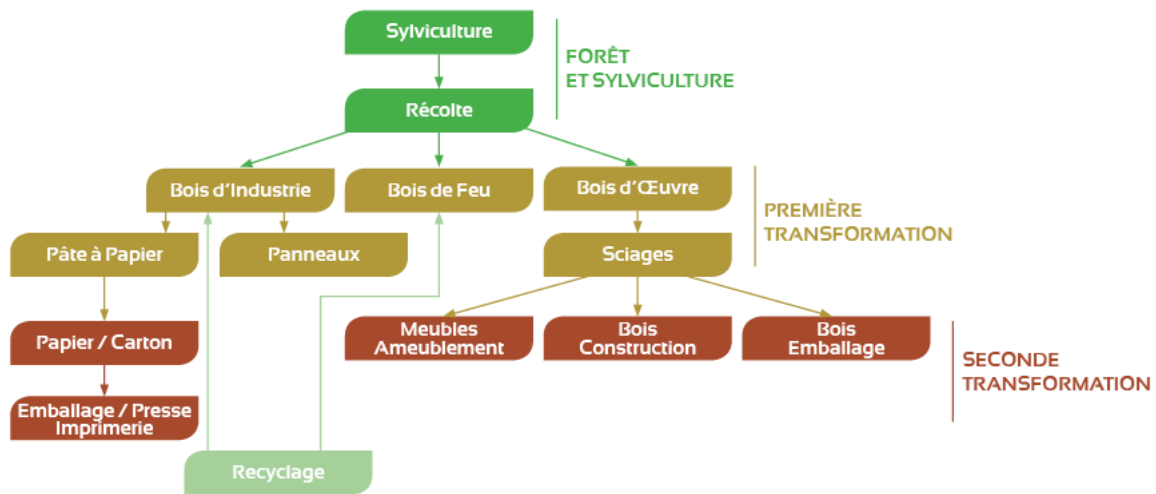 Sylviculture
FORÊT
ET SYLVICULTURE
Récolte
Bois d'Industrie
Bois de Feu
Bois d'Œuvre
PREMIÈRE
TRANSFORMATION
Pâte à Papier
Panneaux
Sciages
Papier / Carton
Meubles
Ameublement
Bois
Construction
Bois
Emballage
SECONDE
TRANSFORMATION
Emballage / Presse
Imprimerie
Recyclage